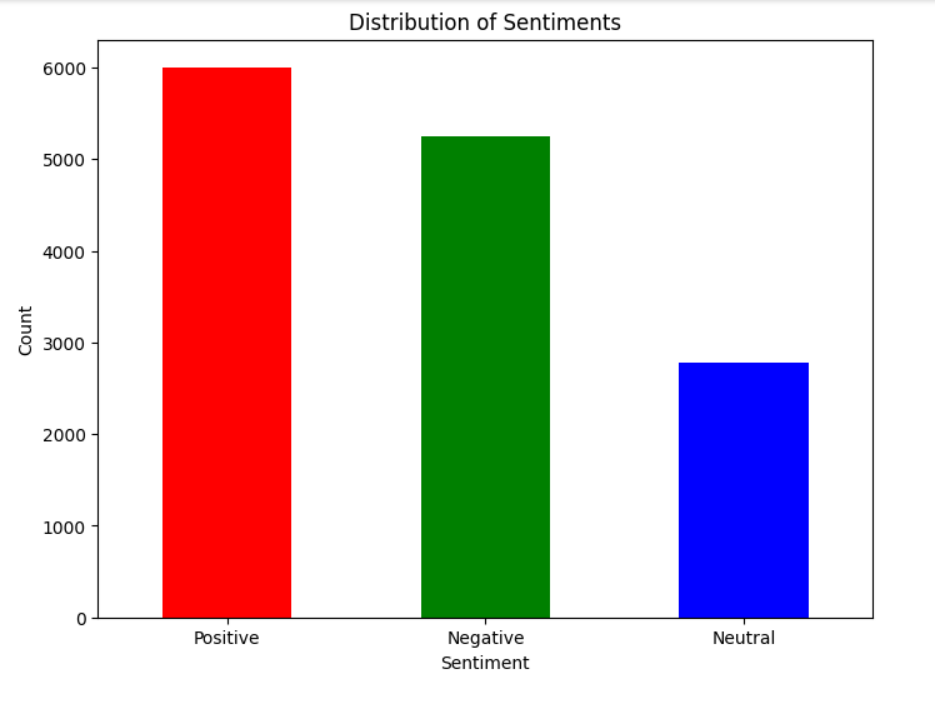 Distribution of Sentiments
6000
5000
4000
3000
2000
1000
0
Count
Positive Negative Neutral
Sentiment